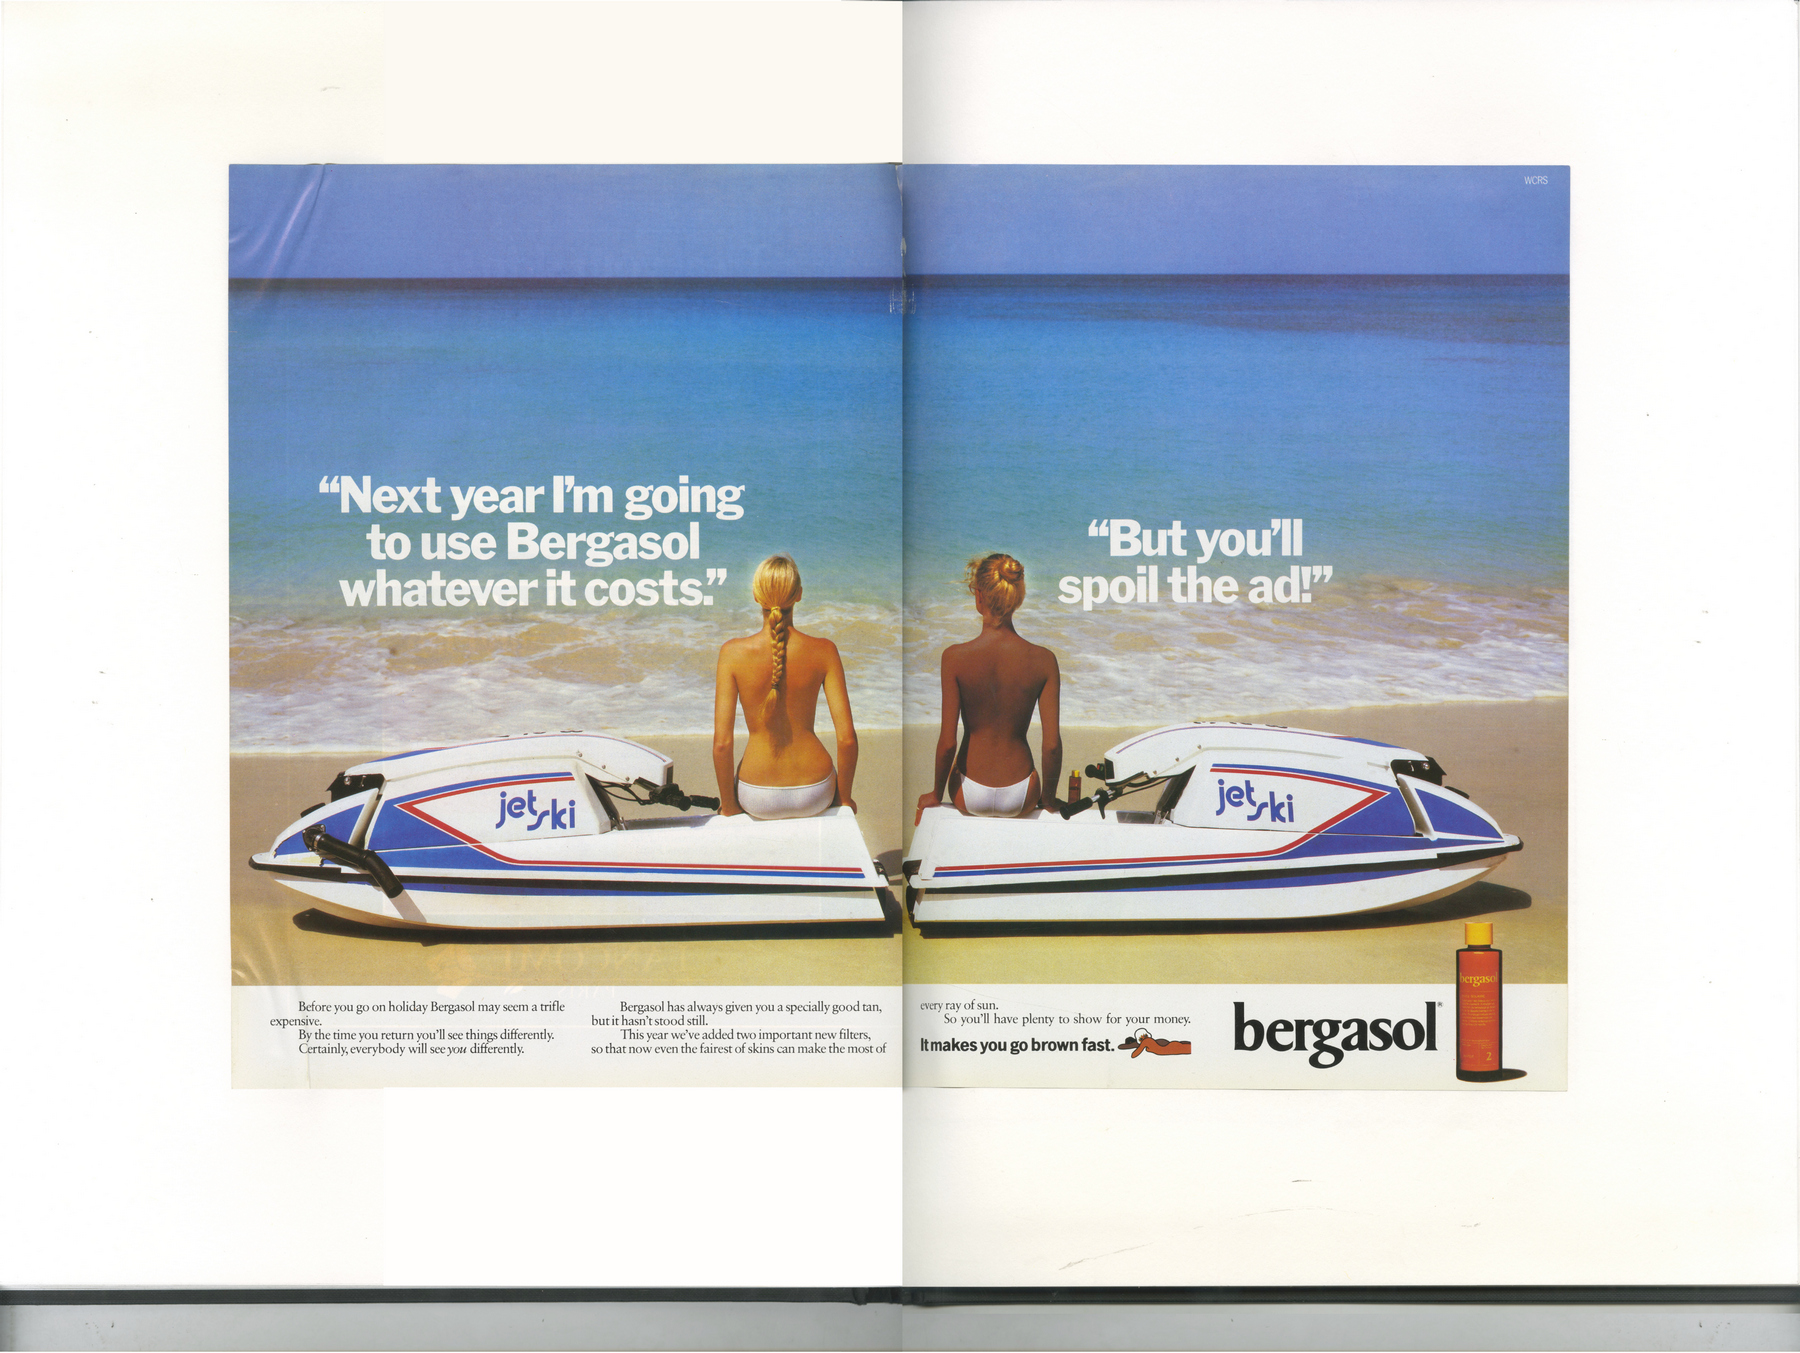 WCRS
“Next year I’m going
to use Bergasol
whatever it costs.”
“But you’ll
spoil the ad!”
jet
ski
jet
ski
Before you go on holiday Bergasol may seem a trifle
expensive.
By the time you return you’ll see things differently.
Certainly, everybody will see you differently.
Bergasol has always given you a specially good tan,
but it hasn’t stood still.
This year we’ve added two important new filters,
so that now even the fairest of skins can make the most of
every ray of sun.
So you’ll have plenty to show for your money.
It makes you go brown fast.
bergasol®
bergasol
2